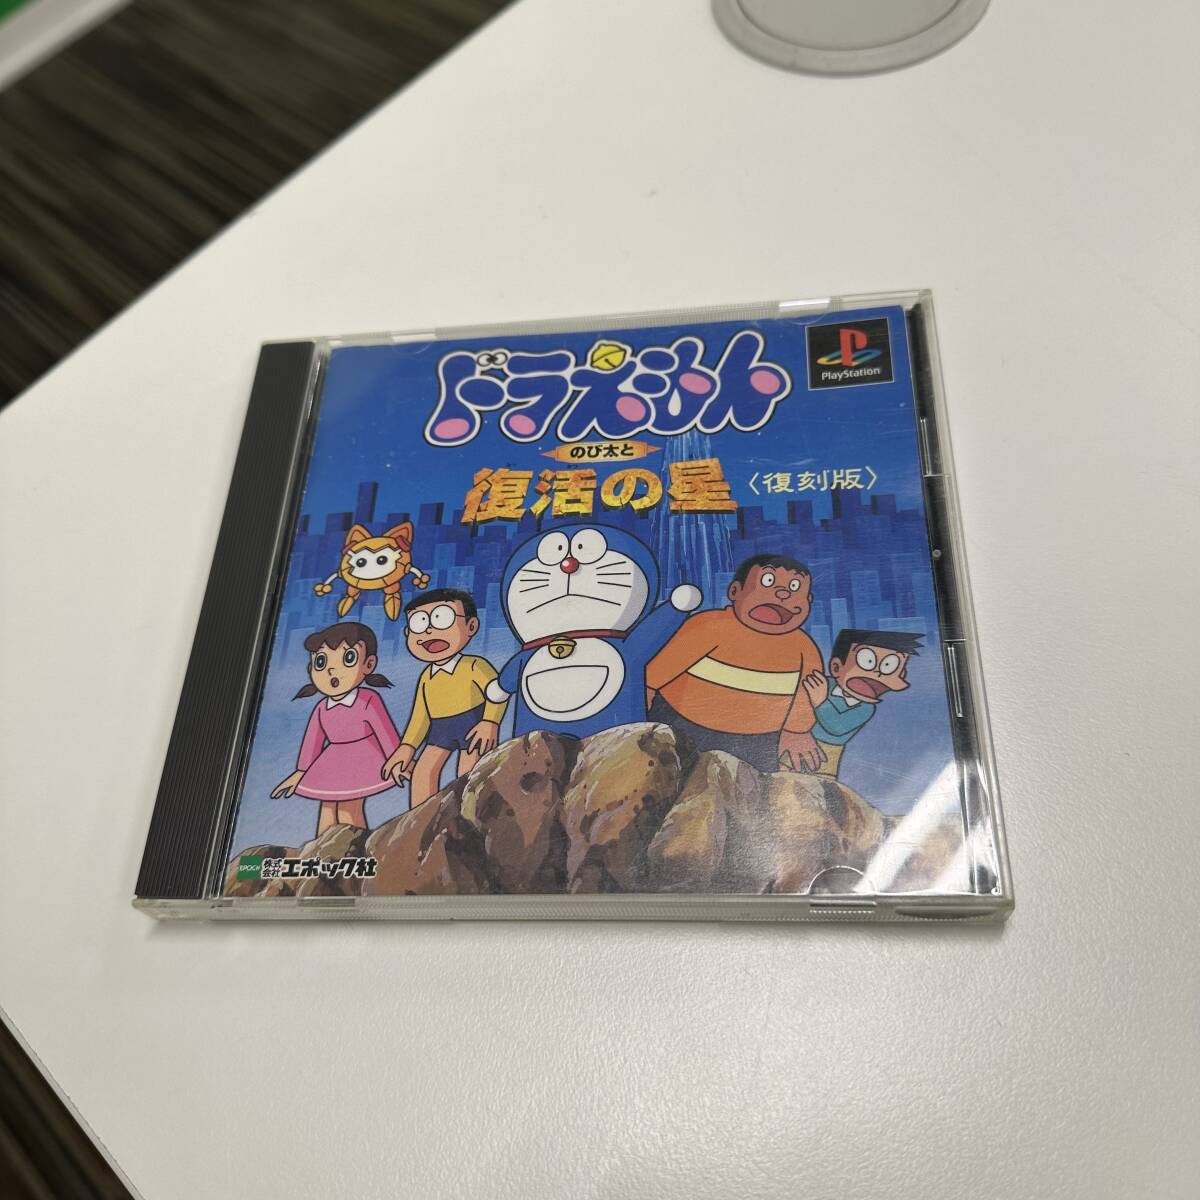 ドラえもん
PlayStation
のび太と
復活の星
〈復刻版〉
EPOCH 株式会社 エポック社